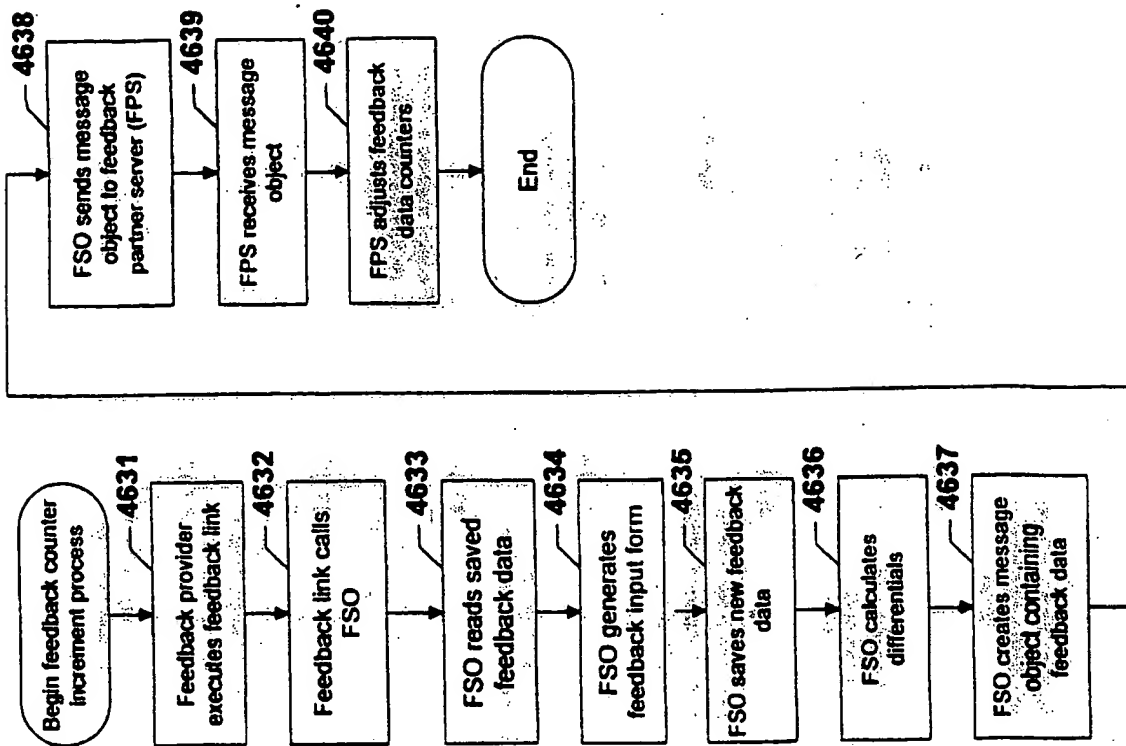 Begin feedback counter
increment process
4631
Feedback provider
executes feedback link
4632
Feedback link calls
FSO
4633
FSO reads saved
feedback data
4634
FSO generates
feedback input form
4635
FSO saves new feedback
data
4636
FSO calculates
differentials
4637
FSO creates message
object containing
feedback data
4638
FSO sends message
object to feedback
partner server (FPS)
4639
FPS receives message
object
4640
FPS adjusts feedback
data counters
End